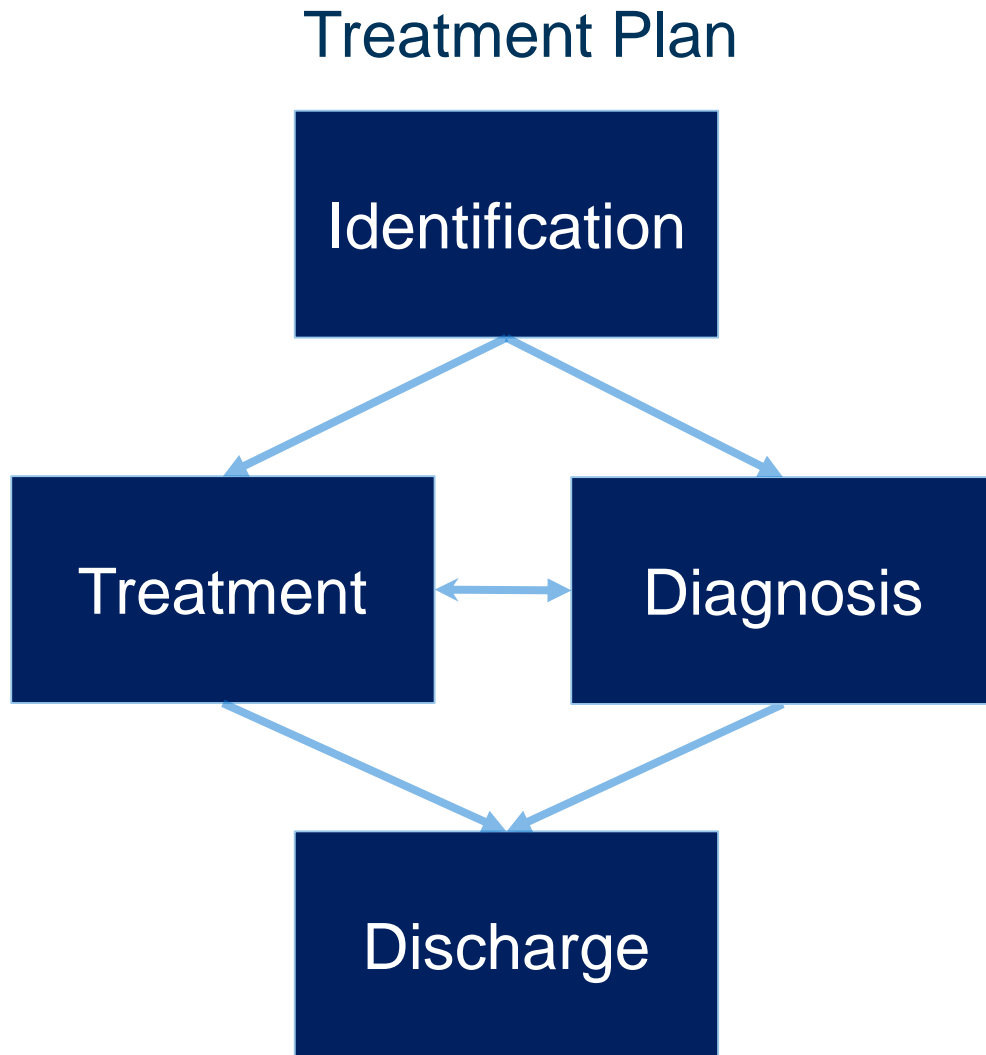 Treatment Plan
Identification
Treatment
Diagnosis
Discharge